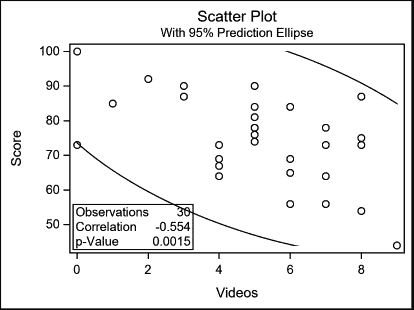 Scatter Plot
With 95% Prediction Ellipse
100
90
80
70
60
50
Score
Observations 30
Correlation -0.554
p-Value 0.0015
0 2 4 6 8
Videos